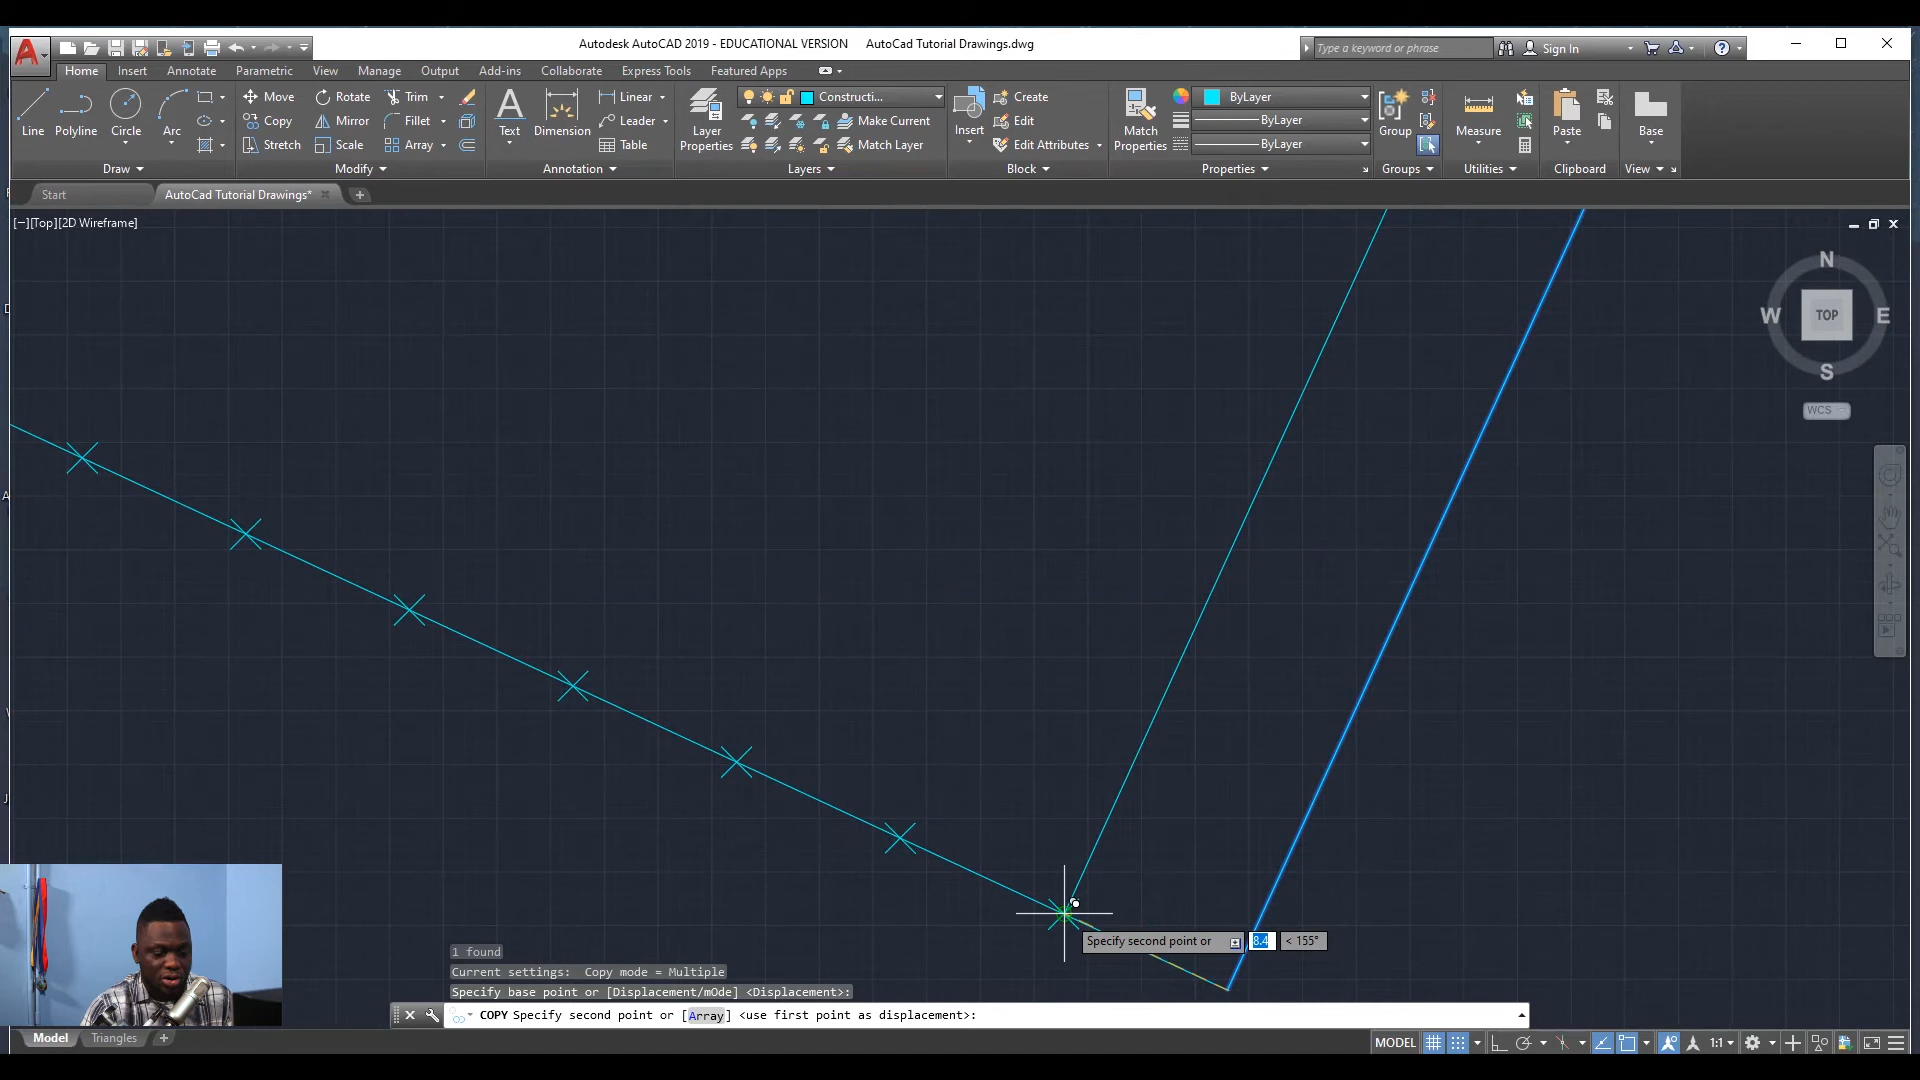 Autodesk AutoCAD 2019 - EDUCATIONAL VERSION AutoCad Tutorial Drawings.dwg
Type a keyword or phrase
Sign In
Home Insert Annotate Parametric View Manage Output Add-ins Collaborate Express Tools Featured Apps
Line Polyline Circle Arc
Move Rotate Trim
Copy Mirror Fillet
Stretch Scale Array
Text Dimension
Linear
Leader
Table
Layer Properties
Constructi...
Make Current
Match Layer
Insert
Create
Edit
Edit Attributes
Match Properties
ByLayer
ByLayer
ByLayer
Group
Measure
Paste
Base
Draw Modify Annotation Layers Block Properties Groups Utilities Clipboard View
Start AutoCad Tutorial Drawings*
[−][Top][2D Wireframe]
N
W TOP E
S
WCS
Specify second point or 8.4 < 155°
1 found
Current settings: Copy mode = Multiple
Specify base point or [Displacement/mOde] <Displacement>:
COPY Specify second point or [Array] <use first point as displacement>:
Model Triangles
MODEL 1:1